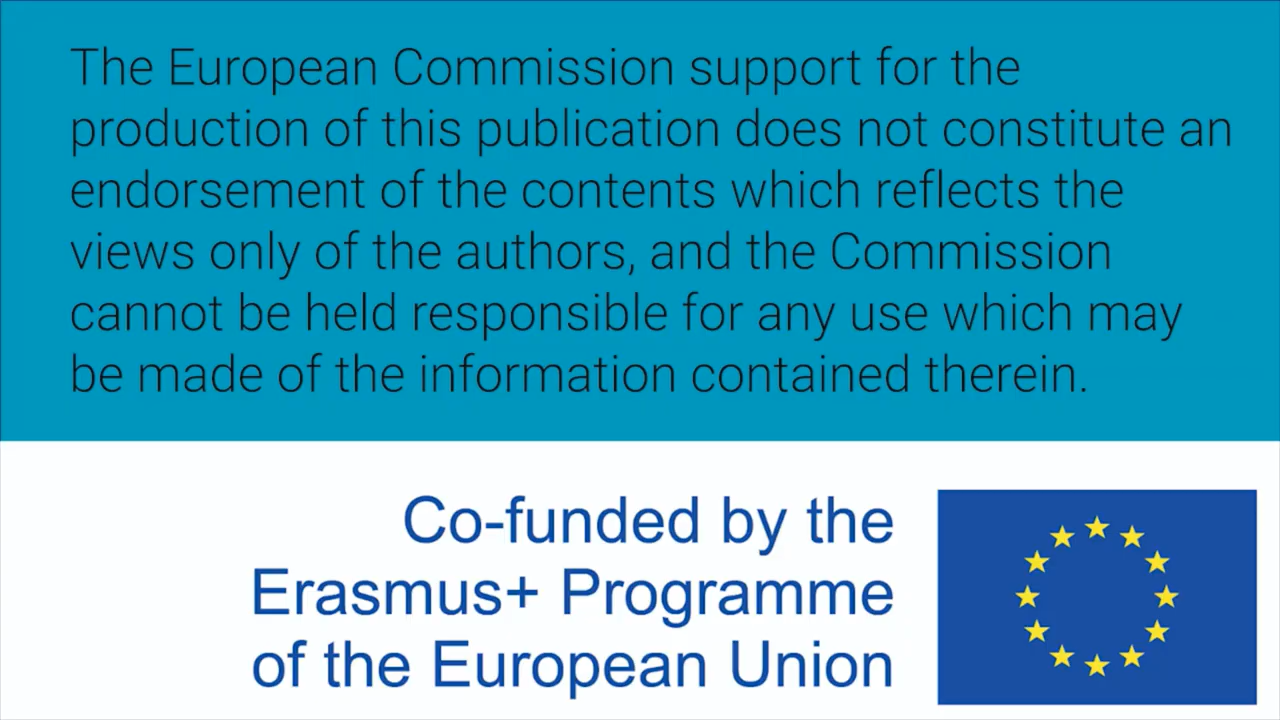 The European Commission support for the
production of this publication does not constitute an
endorsement of the contents which reflects the
views only of the authors, and the Commission
cannot be held responsible for any use which may
be made of the information contained therein.
Co-funded by the
Erasmus+ Programme
of the European Union